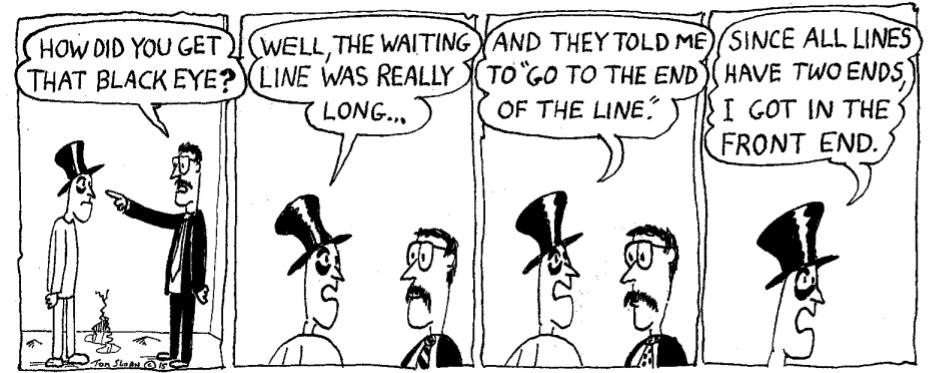 HOW DID YOU GET
THAT BLACK EYE?
WELL, THE WAITING
LINE WAS REALLY
LONG...
AND THEY TOLD ME
TO "GO TO THE END
OF THE LINE."
SINCE ALL LINES
HAVE TWO ENDS,
I GOT IN THE
FRONT END.
TOM SLOAN © 15